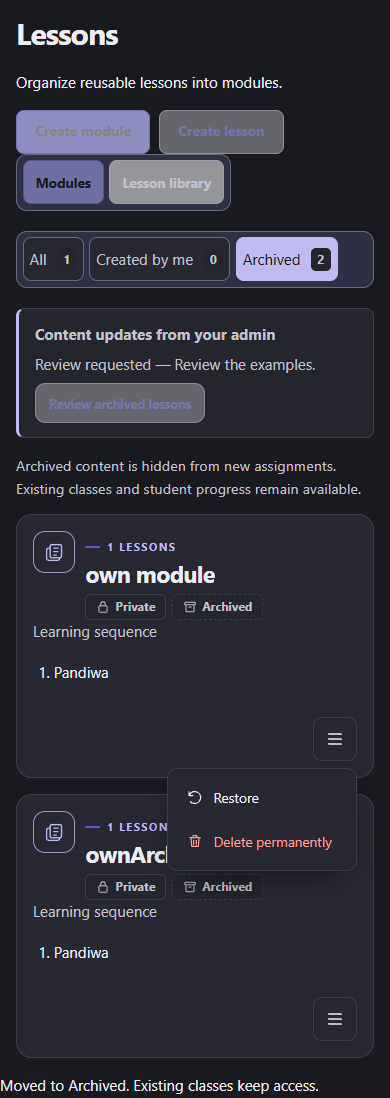 Lessons
Organize reusable lessons into modules.
Create module Create lesson
Modules Lesson library
All 1 Created by me 0 Archived 2
Content updates from your admin
Review requested — Review the examples.
Review archived lessons
Archived content is hidden from new assignments.
Existing classes and student progress remain available.
1 LESSONS
own module
Private Archived
Learning sequence
1. Pandiwa
Restore
Delete permanently
1 LESSON
Private Archived
Learning sequence
1. Pandiwa
Moved to Archived. Existing classes keep access.